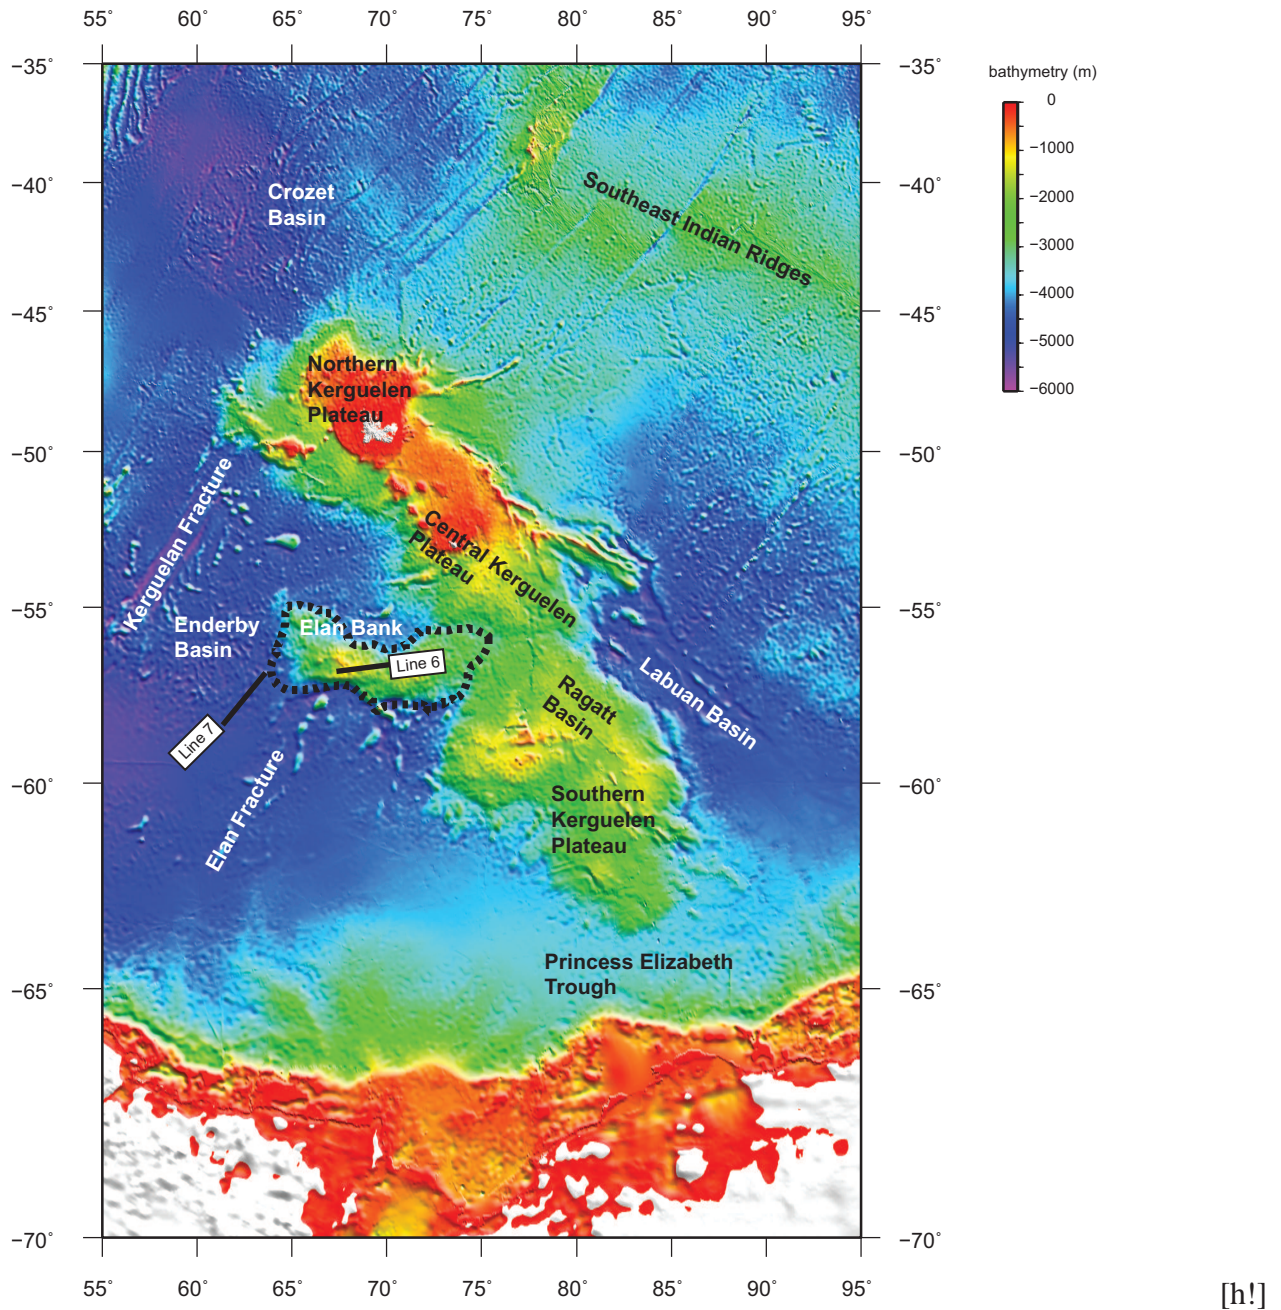 55° 60° 65° 70° 75° 80° 85° 90° 95°
−35° −35°
bathymetry (m)
0
−1000
−2000
−3000
−4000
−5000
−6000
−40° −40°
Crozet
Basin
Southeast Indian Ridges
−45° −45°
Northern
Kerguelen
Plateau
−50° −50°
Kerguelan Fracture
Central Kerguelen
Plateau
−55° −55°
Enderby
Basin
Elan Bank
Line 6
Line 7
Labuan Basin
Ragatt
Basin
Elan Fracture
−60° −60°
Southern
Kerguelen
Plateau
Princess Elizabeth
Trough
−65° −65°
−70° −70°
55° 60° 65° 70° 75° 80° 85° 90° 95°
[h!]